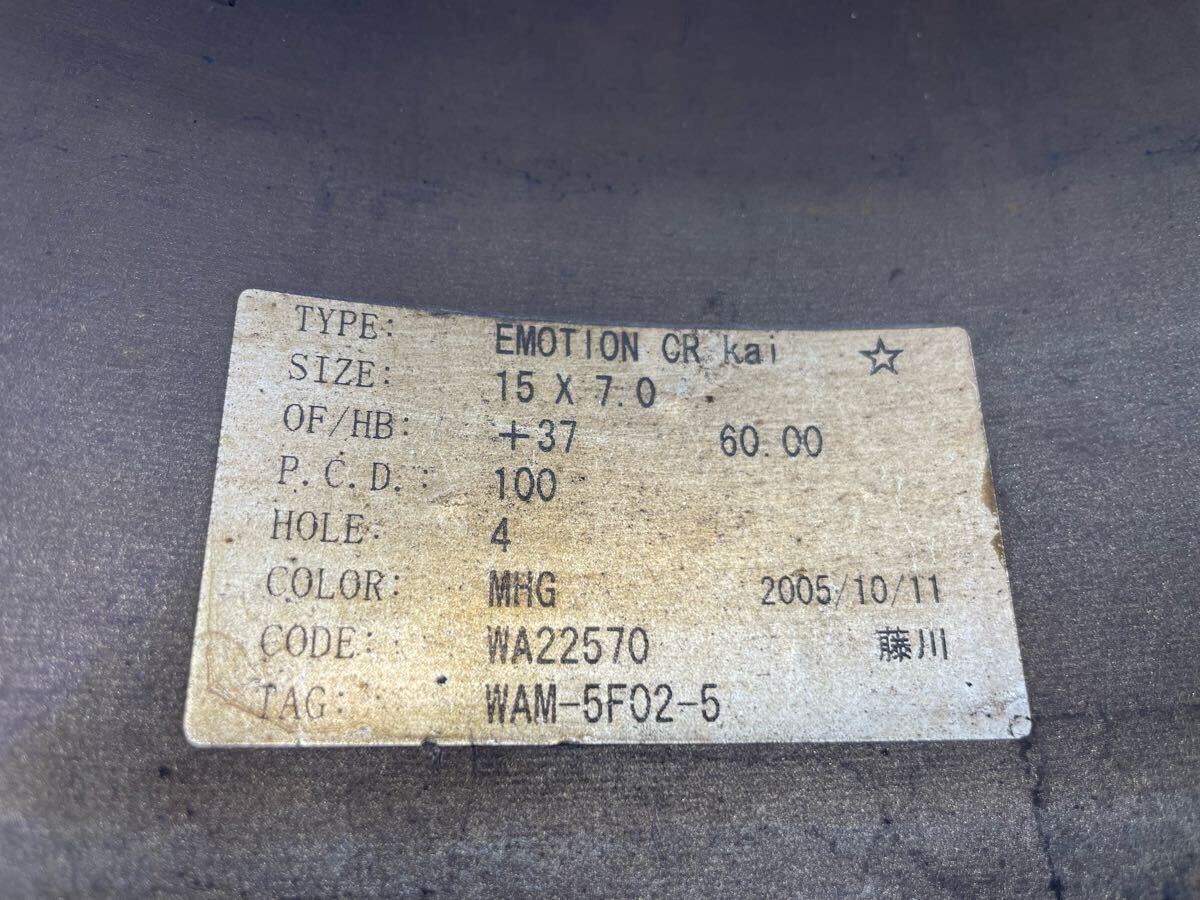 TYPE: EMOTION CR kai ☆
SIZE: 15 X 7.0
OF/HB: +37 60.00
P.C.D.: 100
HOLE: 4
COLOR: MHG 2005/10/11
CODE: WA22570 藤川
TAG: WAM-5F02-5